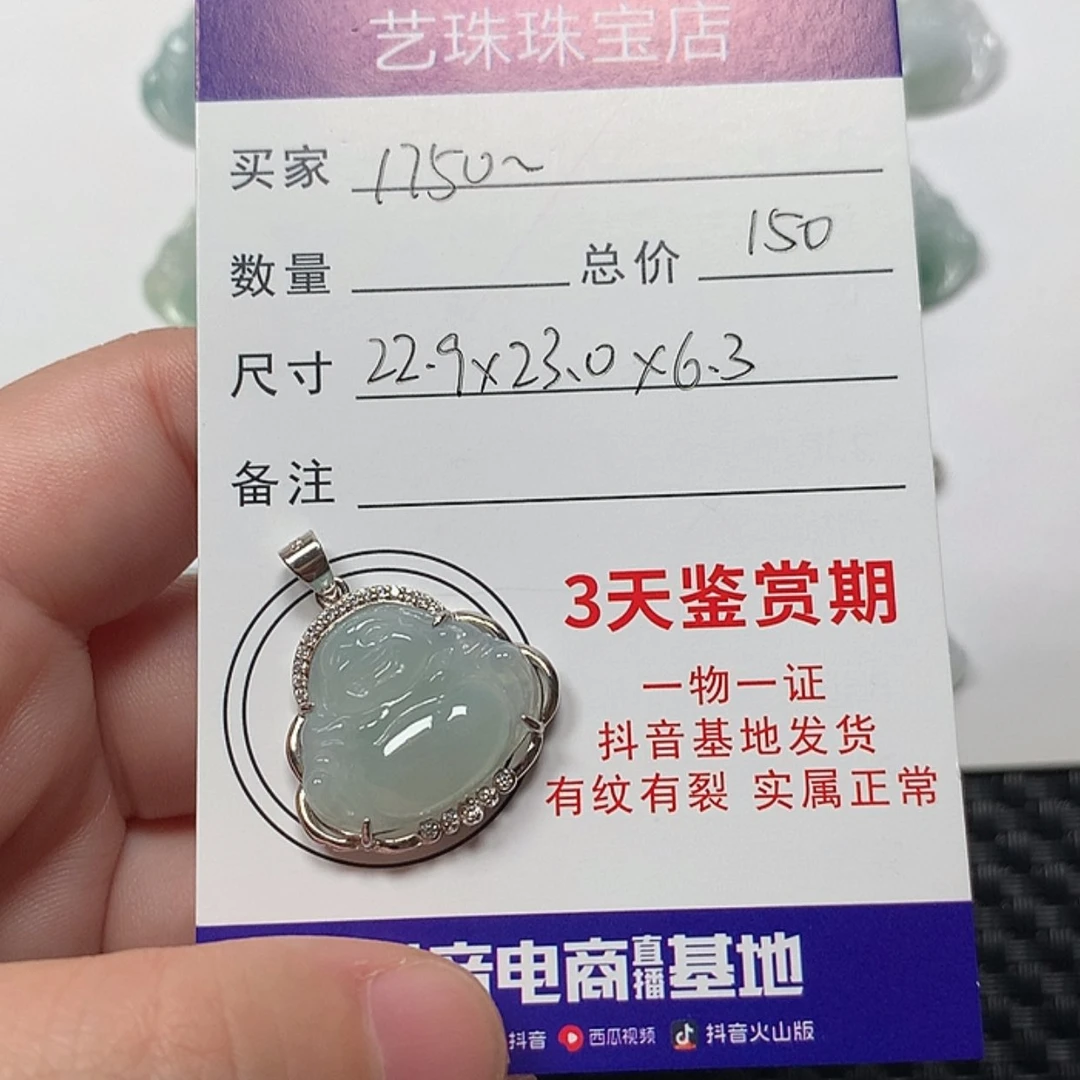 艺珠珠宝店
买家 1750~
数量 总价 150
尺寸 22.9x23.0x6.3
备注
3天鉴赏期
一物一证
抖音基地发货
有纹有裂 实属正常
音电商直播基地
抖音 西瓜视频 抖音火山版